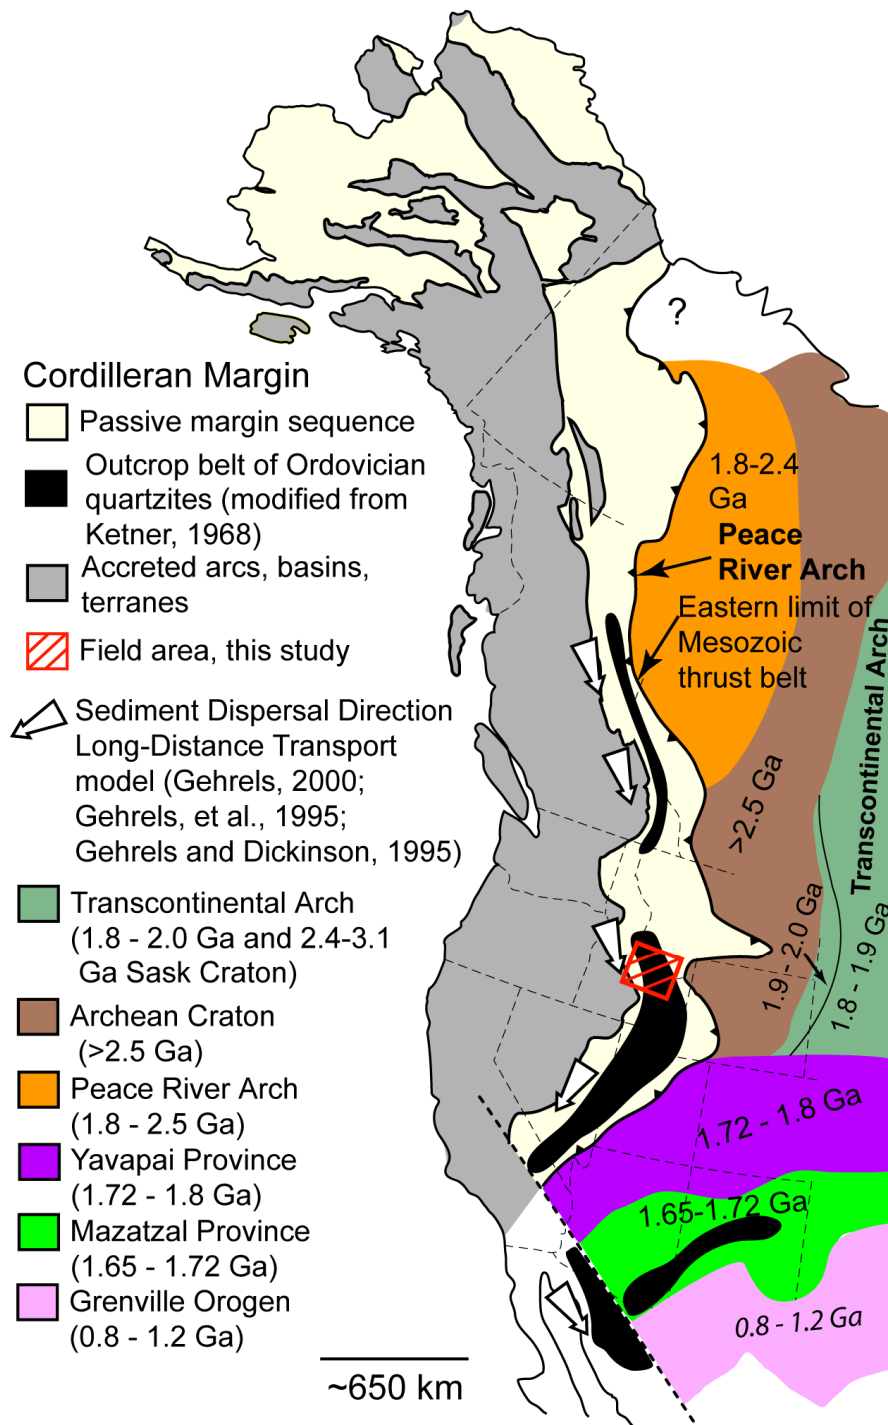 ?
Cordilleran Margin
Passive margin sequence
Outcrop belt of Ordovician
quartzites (modified from
Ketner, 1968)
Accreted arcs, basins,
terranes
Field area, this study
Sediment Dispersal Direction
Long-Distance Transport
model (Gehrels, 2000;
Gehrels, et al., 1995;
Gehrels and Dickinson, 1995)
Transcontinental Arch
(1.8 - 2.0 Ga and 2.4-3.1
Ga Sask Craton)
Archean Craton
(>2.5 Ga)
Peace River Arch
(1.8 - 2.5 Ga)
Yavapai Province
(1.72 - 1.8 Ga)
Mazatzal Province
(1.65 - 1.72 Ga)
Grenville Orogen
(0.8 - 1.2 Ga)
~650 km
1.8-2.4
Ga
Peace
River Arch
Eastern limit of
Mesozoic
thrust belt
>2.5 Ga
Transcontinental Arch
1.9 - 2.0 Ga
1.8 - 1.9 Ga
1.72 - 1.8 Ga
1.65-1.72 Ga
0.8 - 1.2 Ga